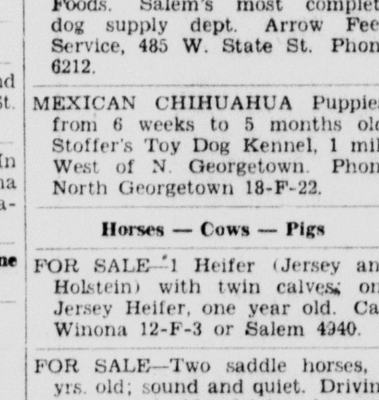 Foods. Salem's most complet
dog supply dept. Arrow Fee
Service, 485 W. State St. Phon
6212.
MEXICAN CHIHUAHUA Puppie
from 6 weeks to 5 months old
Stoffer's Toy Dog Kennel, 1 mil
West of N. Georgetown. Phon
North Georgetown 18-F-22.
Horses — Cows — Pigs
FOR SALE—1 Heifer (Jersey an
Holstein) with twin calves; on
Jersey Heifer, one year old. Ca
Winona 12-F-3 or Salem 4940.
FOR SALE—Two saddle horses,
yrs. old; sound and quiet. Drivin